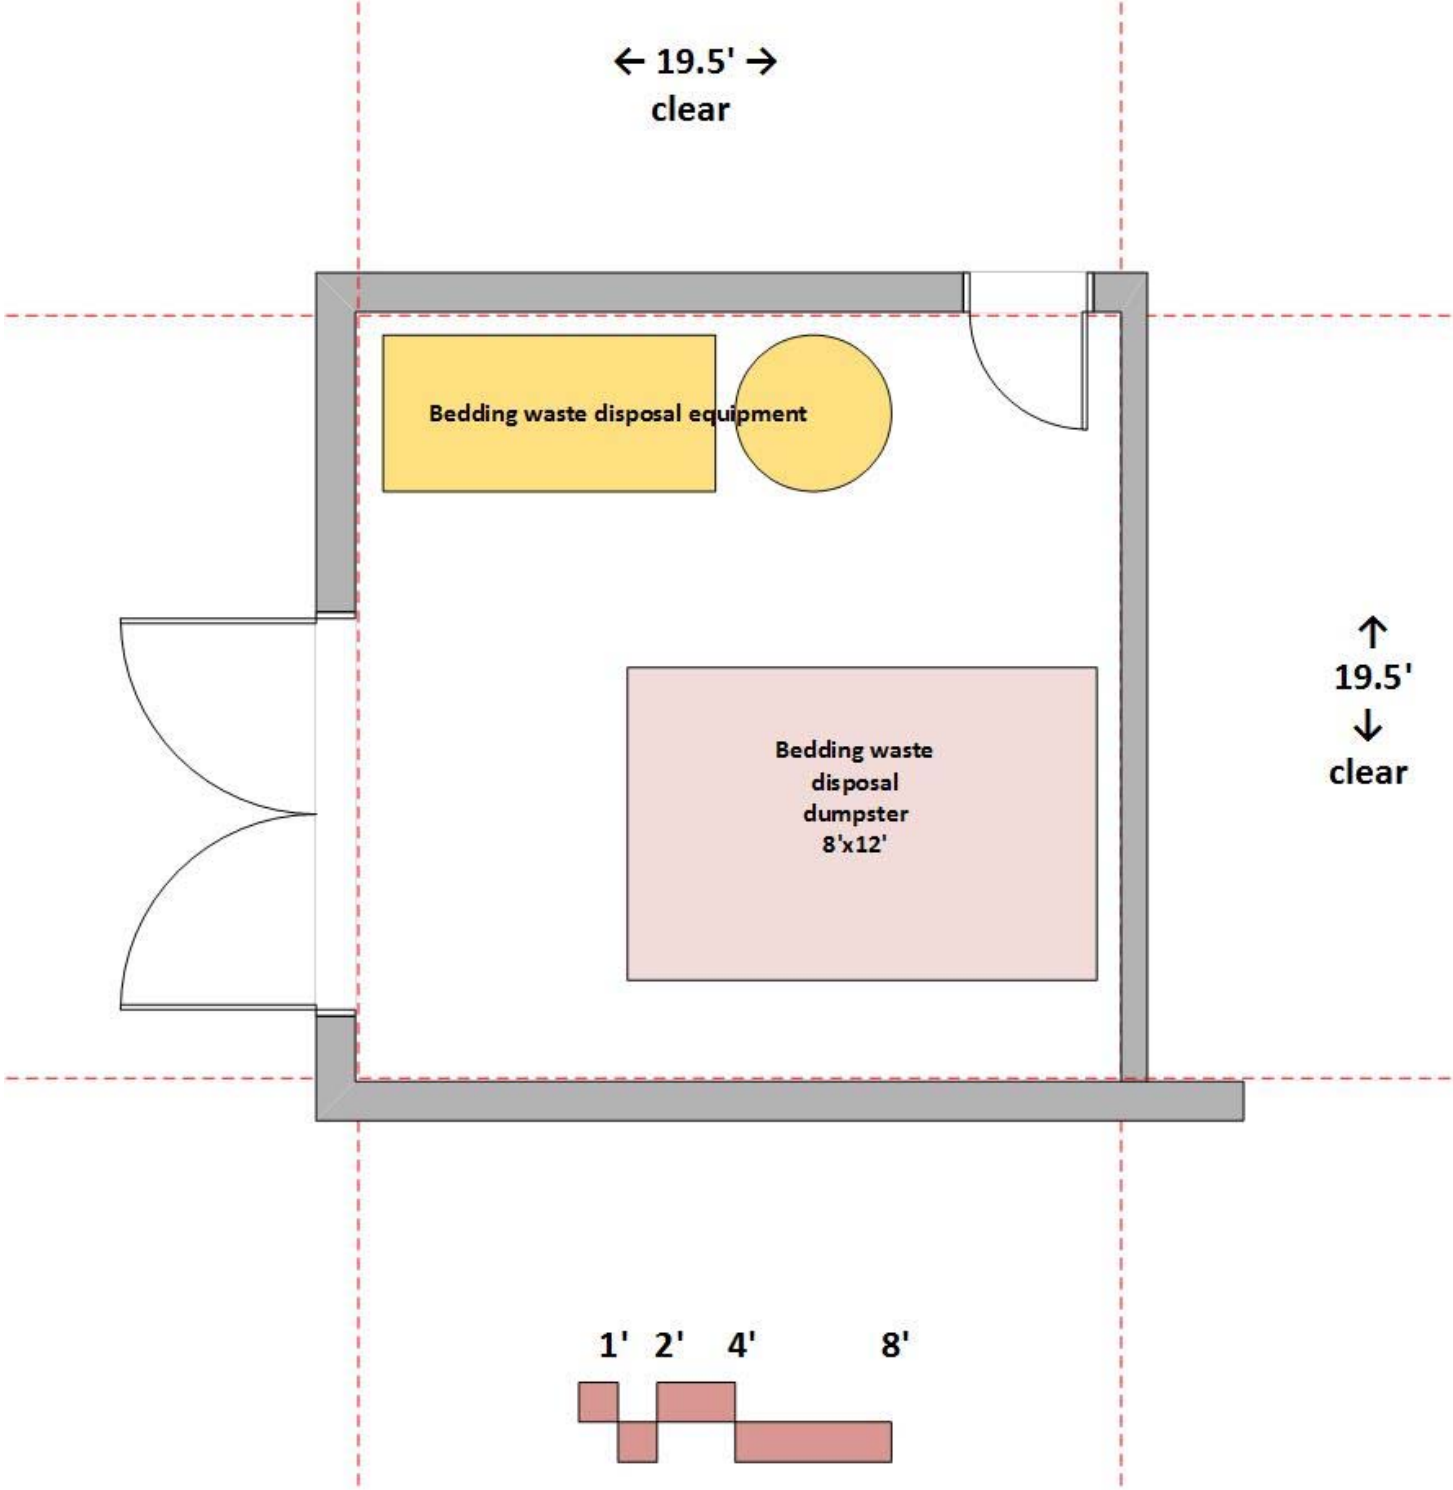 ← 19.5' →
clear
Bedding waste disposal equipment
↑
19.5'
↓
clear
Bedding waste
disposal
dumpster
8'x12'
1' 2' 4' 8'